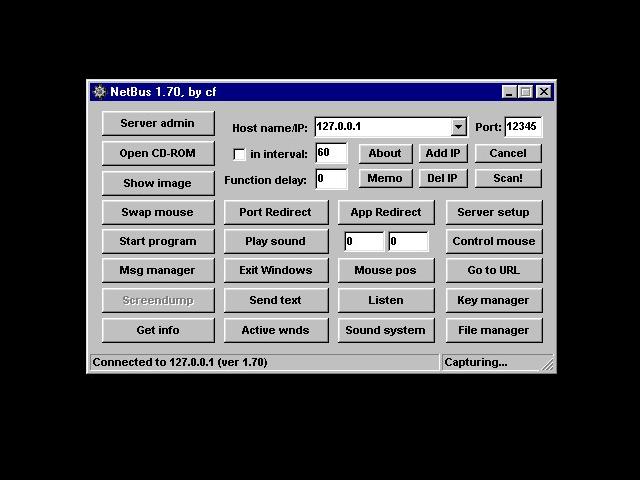 NetBus 1.70, by cf
Server admin
Host name/IP: 127.0.0.1 Port: 12345
Open CD-ROM in interval: 60 About Add IP Cancel
Show image Function delay: 0 Memo Del IP Scan!
Swap mouse Port Redirect App Redirect Server setup
Start program Play sound 0 0 Control mouse
Msg manager Exit Windows Mouse pos Go to URL
Screendump Send text Listen Key manager
Get info Active wnds Sound system File manager
Connected to 127.0.0.1 (ver 1.70) Capturing...